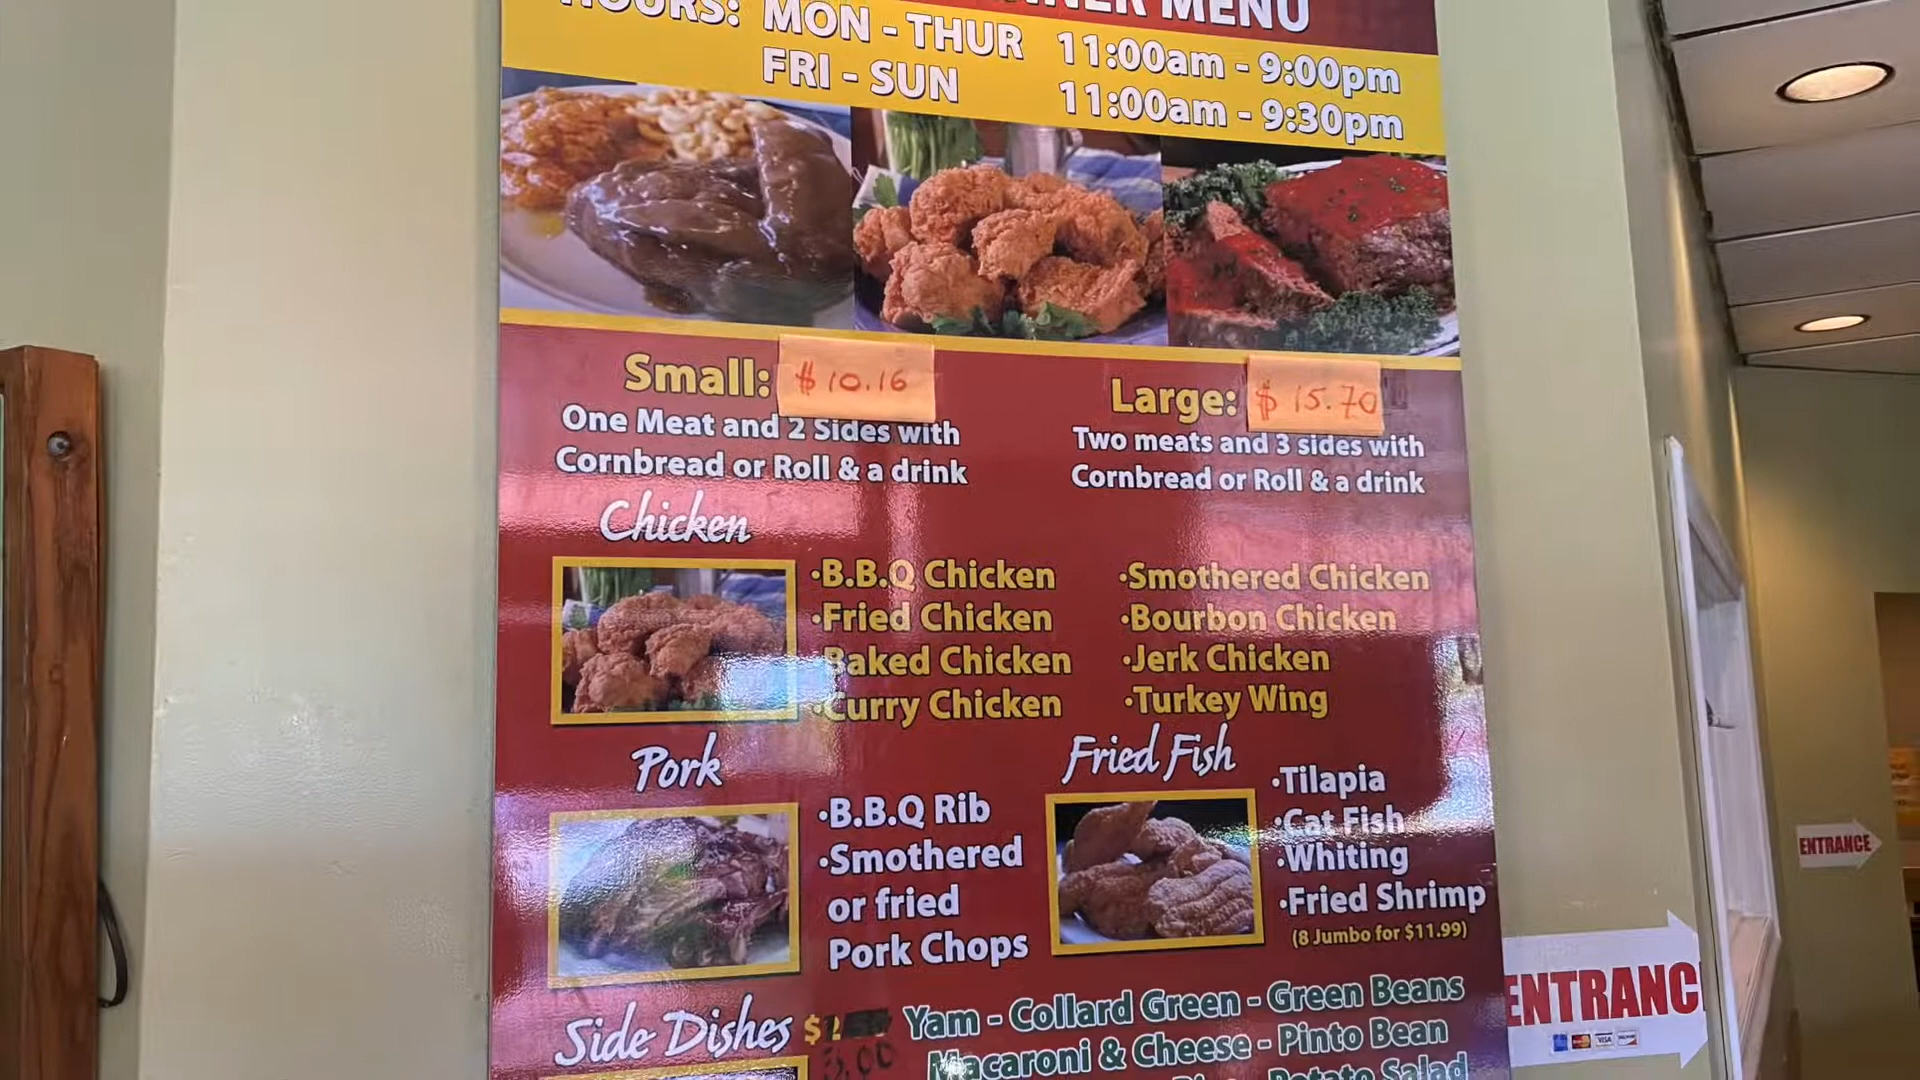 DINNER MENU
HOURS: MON - THUR 11:00am - 9:00pm
FRI - SUN 11:00am - 9:30pm
Small: $10.16
One Meat and 2 Sides with
Cornbread or Roll & a drink
Large: $15.70
Two meats and 3 sides with
Cornbread or Roll & a drink
Chicken
·B.B.Q Chicken
·Fried Chicken
Baked Chicken
·Curry Chicken
·Smothered Chicken
·Bourbon Chicken
·Jerk Chicken
·Turkey Wing
Pork
·B.B.Q Rib
·Smothered
or fried
Pork Chops
Fried Fish
·Tilapia
·Cat Fish
·Whiting
·Fried Shrimp
(8 Jumbo for $11.99)
Side Dishes
3.00
Yam - Collard Green - Green Beans
Macaroni & Cheese - Pinto Bean
Potato Salad
ENTRANCE
ENTRANC
VISA